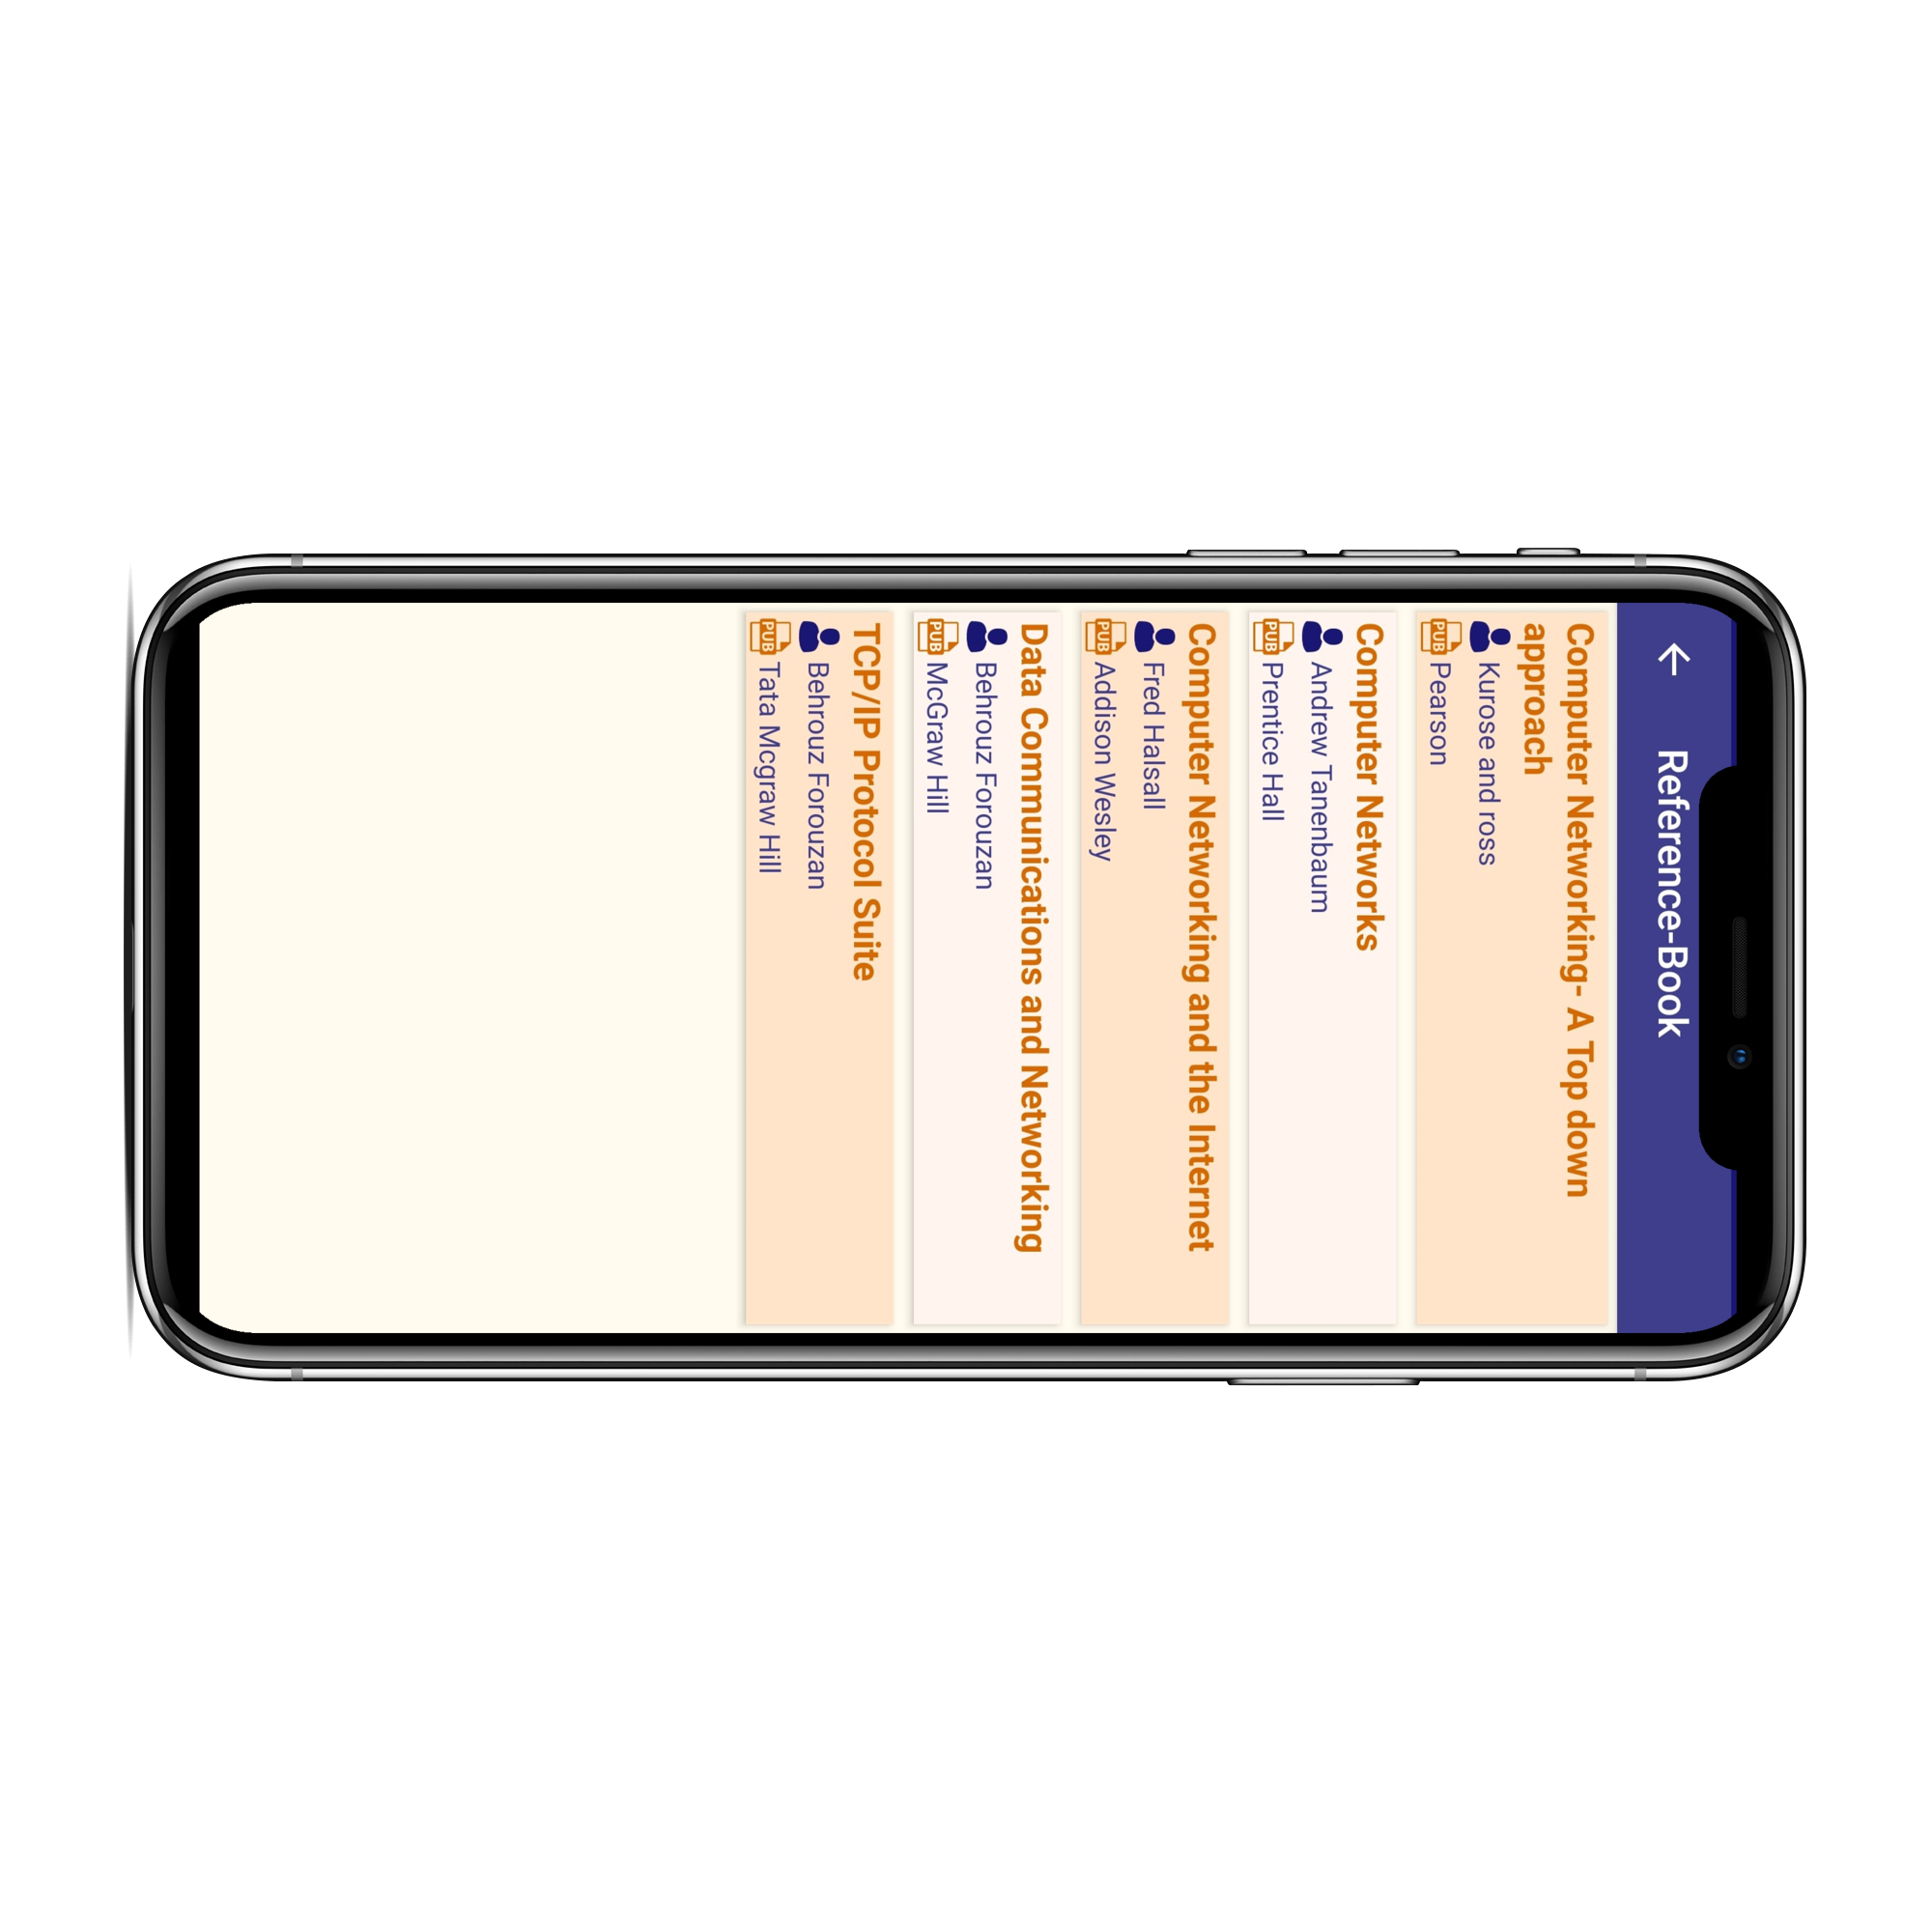 Reference-Book
Computer Networking- A Top down
approach
Kurose and ross
PUB Pearson
Computer Networks
Andrew Tanenbaum
PUB Prentice Hall
Computer Networking and the Internet
Fred Halsall
PUB Addison Wesley
Data Communications and Networking
Behrouz Forouzan
PUB McGraw Hill
TCP/IP Protocol Suite
Behrouz Forouzan
PUB Tata Mcgraw Hill